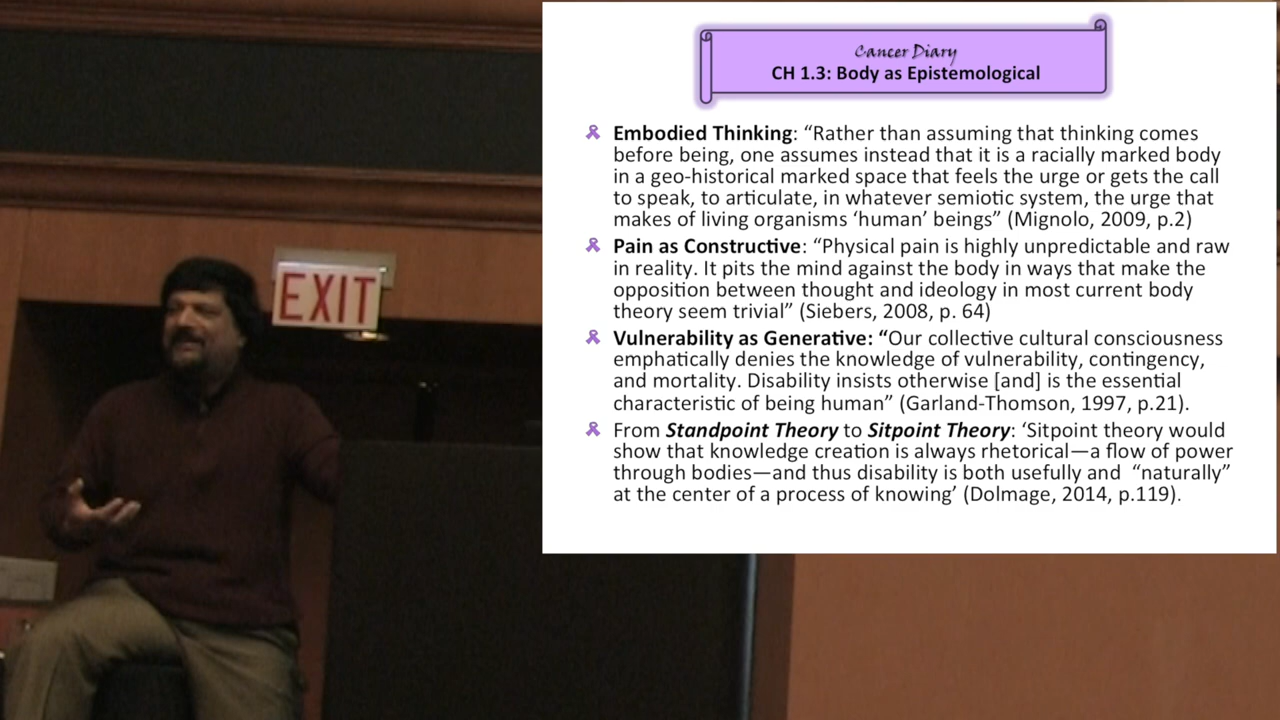 EXIT
Cancer Diary
CH 1.3: Body as Epistemological
Embodied Thinking: “Rather than assuming that thinking comes
before being, one assumes instead that it is a racially marked body
in a geo-historical marked space that feels the urge or gets the call
to speak, to articulate, in whatever semiotic system, the urge that
makes of living organisms ‘human’ beings” (Mignolo, 2009, p.2)
Pain as Constructive: “Physical pain is highly unpredictable and raw
in reality. It pits the mind against the body in ways that make the
opposition between thought and ideology in most current body
theory seem trivial” (Siebers, 2008, p. 64)
Vulnerability as Generative: “Our collective cultural consciousness
emphatically denies the knowledge of vulnerability, contingency,
and mortality. Disability insists otherwise [and] is the essential
characteristic of being human” (Garland-Thomson, 1997, p.21).
From Standpoint Theory to Sitpoint Theory: ‘Sitpoint theory would
show that knowledge creation is always rhetorical—a flow of power
through bodies—and thus disability is both usefully and “naturally”
at the center of a process of knowing’ (Dolmage, 2014, p.119).